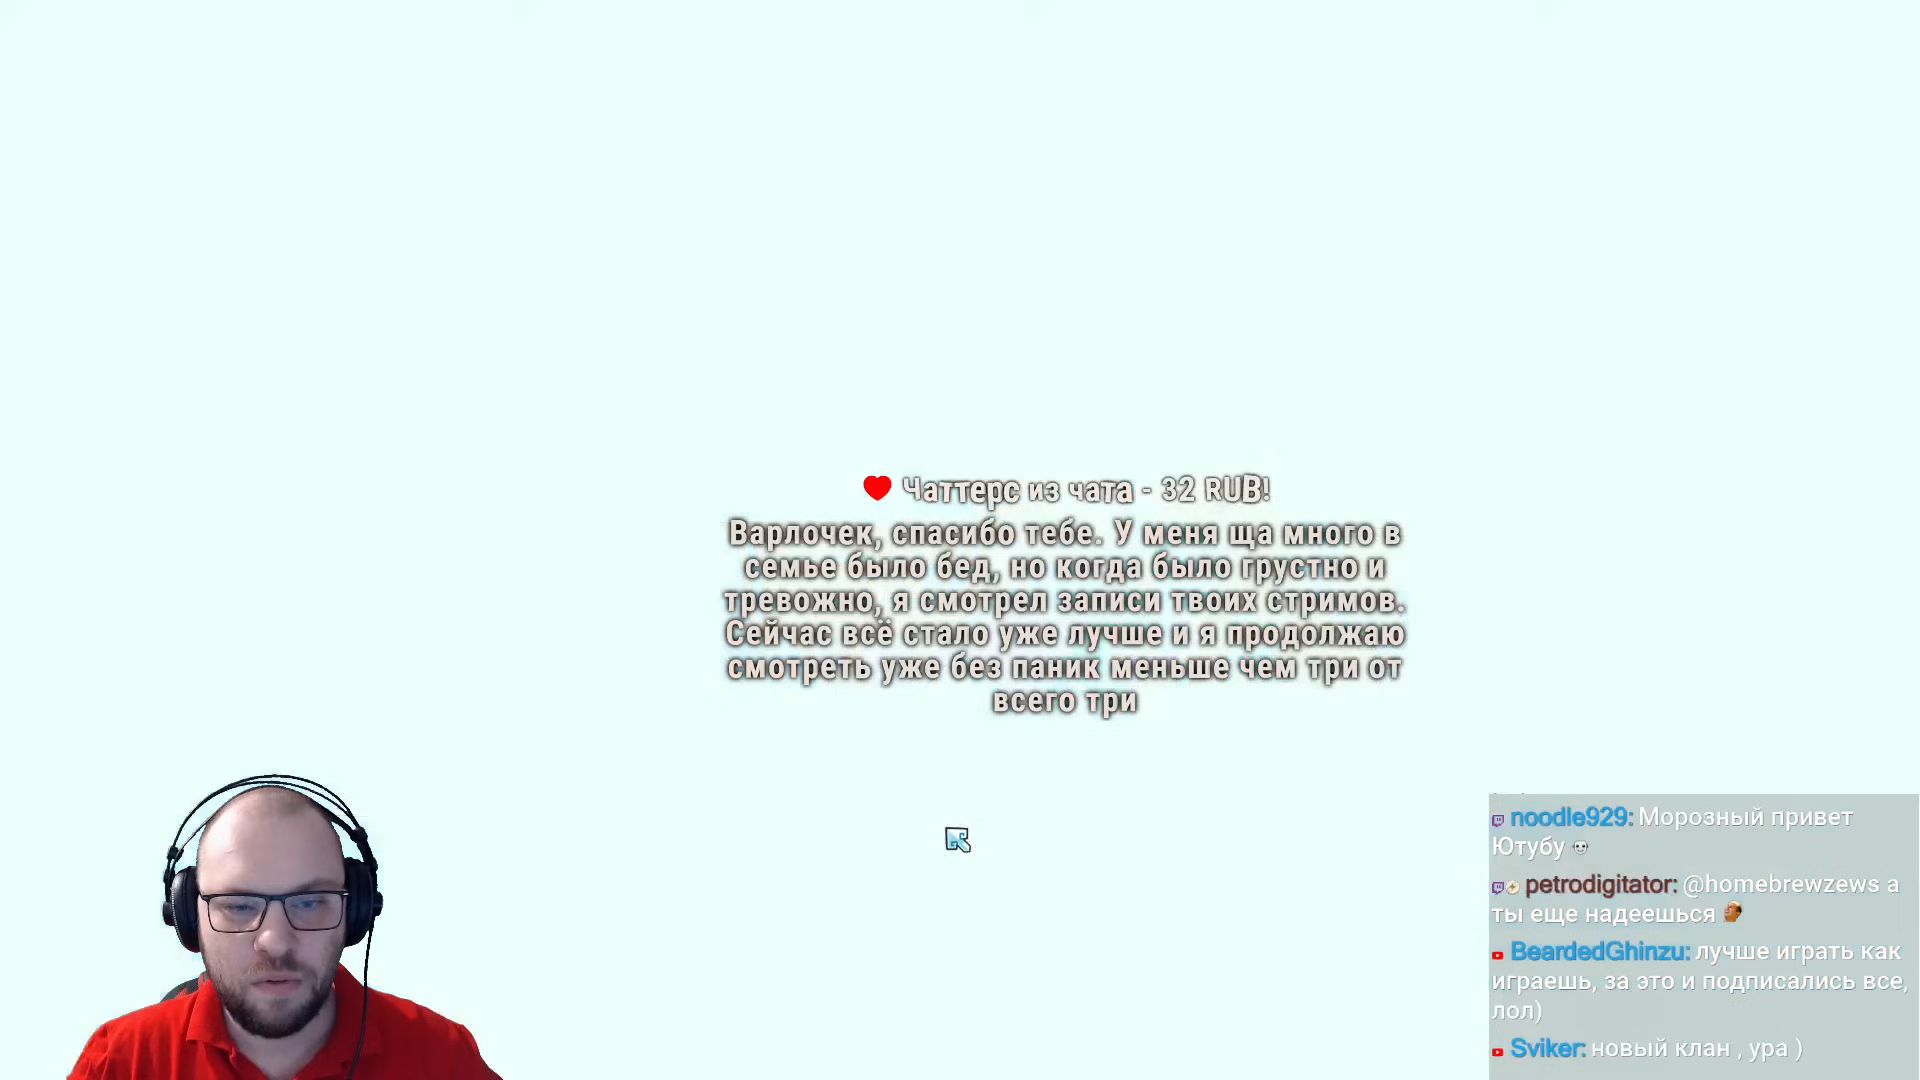 Чаттерс из чата - 32 RUB!
Варлочек, спасибо тебе. У меня ща много в
семье было бед, но когда было грустно и
тревожно, я смотрел записи твоих стримов.
Сейчас всё стало уже лучше и я продолжаю
смотреть уже без паник меньше чем три от
всего три
noodle929: Морозный привет
Ютубу
petrodigitator: @homebrewzews а
ты еще надеешься
BeardedGhinzu: лучше играть как
играешь, за это и подписались все,
лол)
Sviker: новый клан , ура )